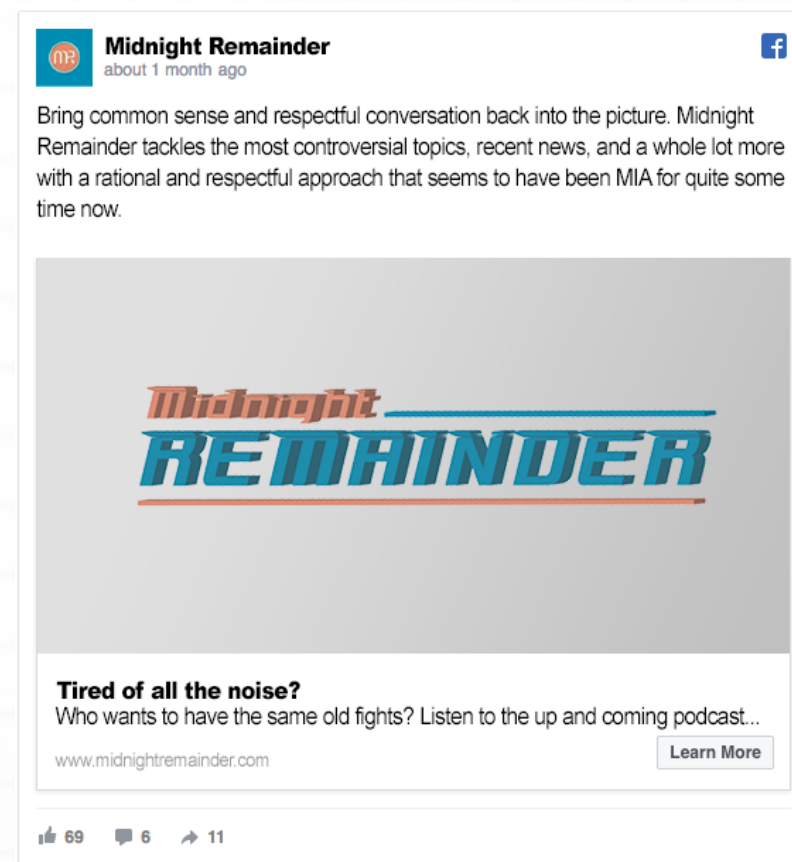 MR
Midnight Remainder
about 1 month ago
Bring common sense and respectful conversation back into the picture. Midnight
Remainder tackles the most controversial topics, recent news, and a whole lot more
with a rational and respectful approach that seems to have been MIA for quite some
time now.
Midnight
REMAINDER
Tired of all the noise?
Who wants to have the same old fights? Listen to the up and coming podcast...
www.midnightremainder.com
Learn More
69 6 11